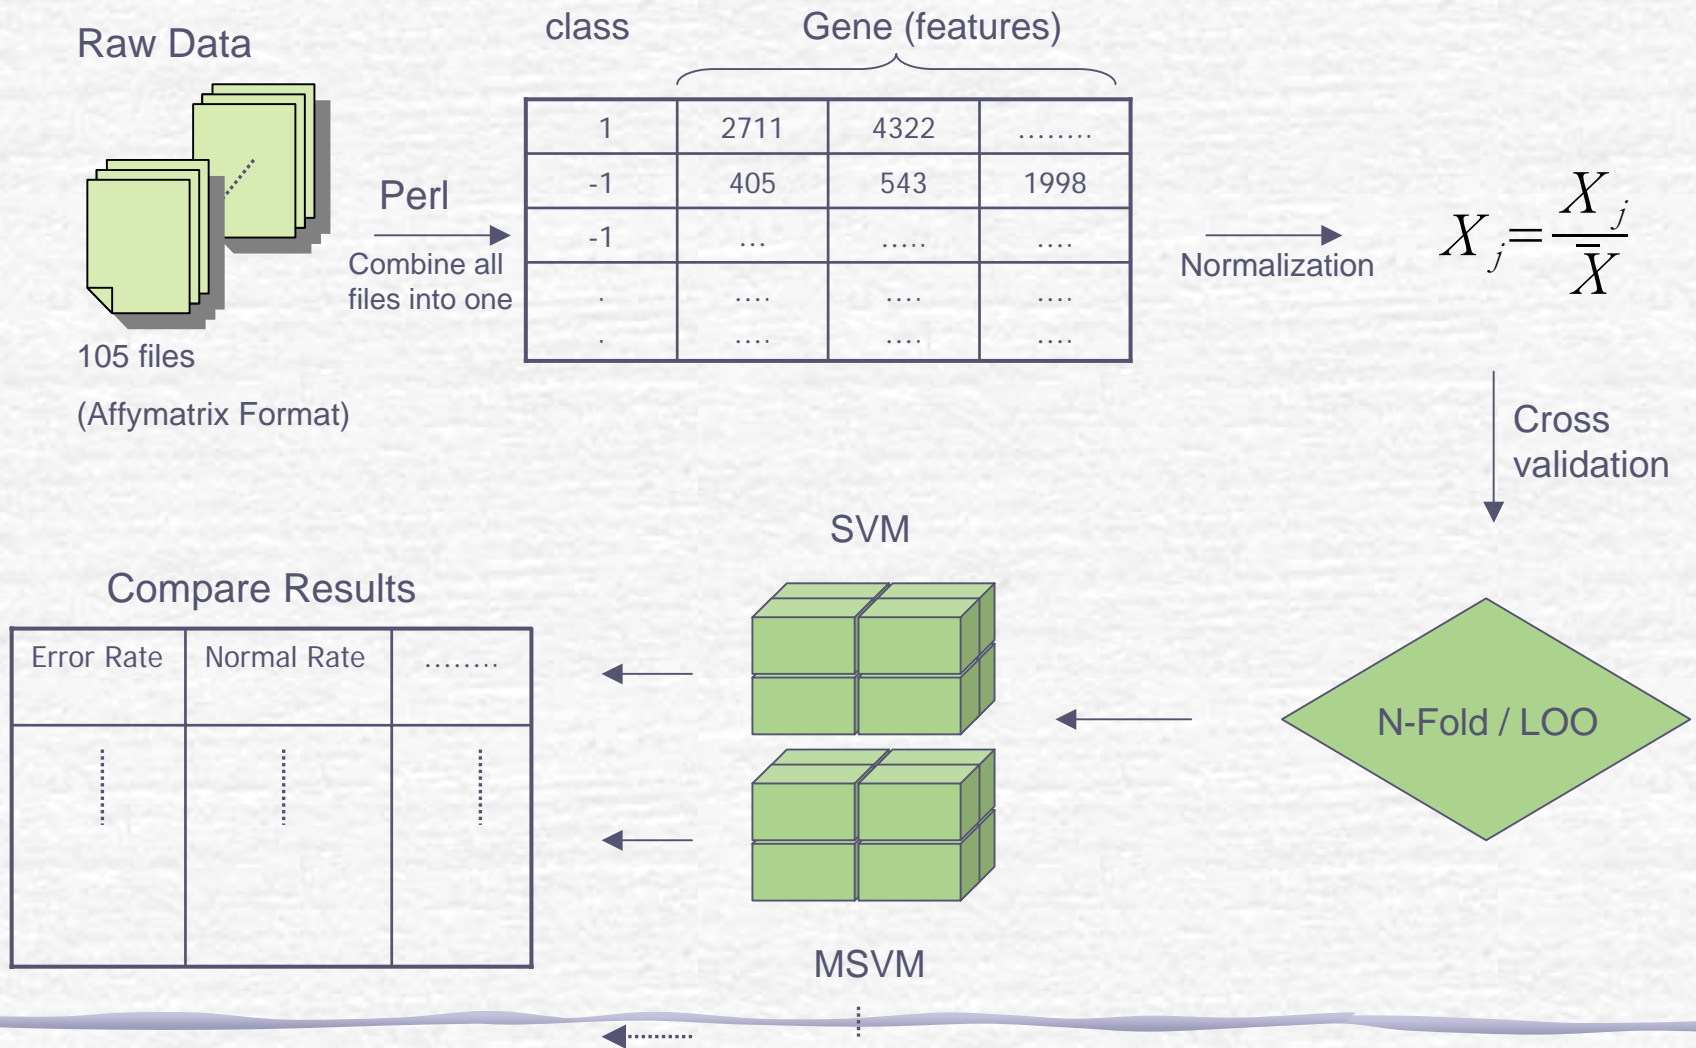 Raw Data
105 files
(Affymatrix Format)
Perl
Combine all
files into one
class Gene (features)
1 2711 4322 ........
-1 405 543 1998
-1 ... ..... ....
. .... .... ....
. .... .... ....
Normalization
X j = X j / X̄
Cross
validation
N-Fold / LOO
SVM
MSVM
Compare Results
Error Rate Normal Rate ........